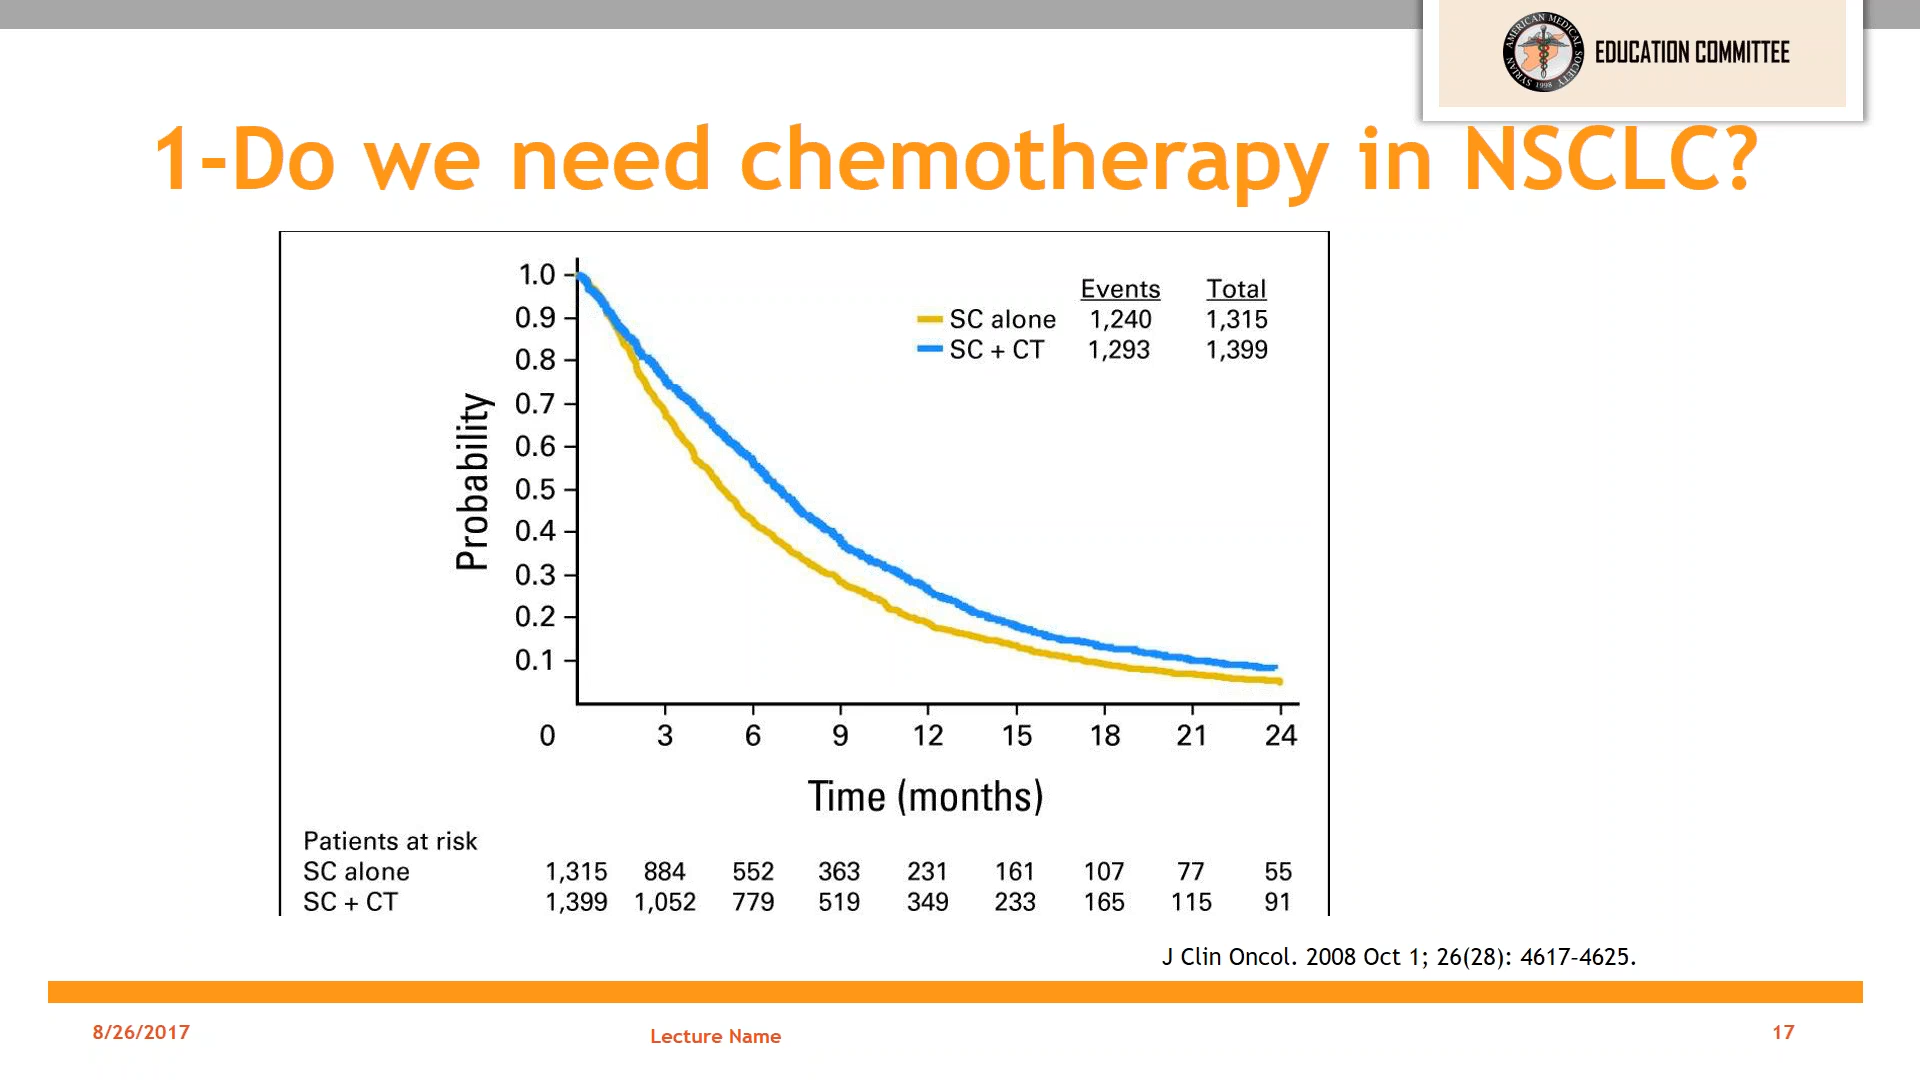 SYRIAN AMERICAN MEDICAL SOCIETY
1998
EDUCATION COMMITTEE
1-Do we need chemotherapy in NSCLC?
Events Total
SC alone 1,240 1,315
SC + CT 1,293 1,399
Probability
1.0
0.9
0.8
0.7
0.6
0.5
0.4
0.3
0.2
0.1
0 3 6 9 12 15 18 21 24
Time (months)
Patients at risk
SC alone 1,315 884 552 363 231 161 107 77 55
SC + CT 1,399 1,052 779 519 349 233 165 115 91
J Clin Oncol. 2008 Oct 1; 26(28): 4617-4625.
8/26/2017 Lecture Name 17